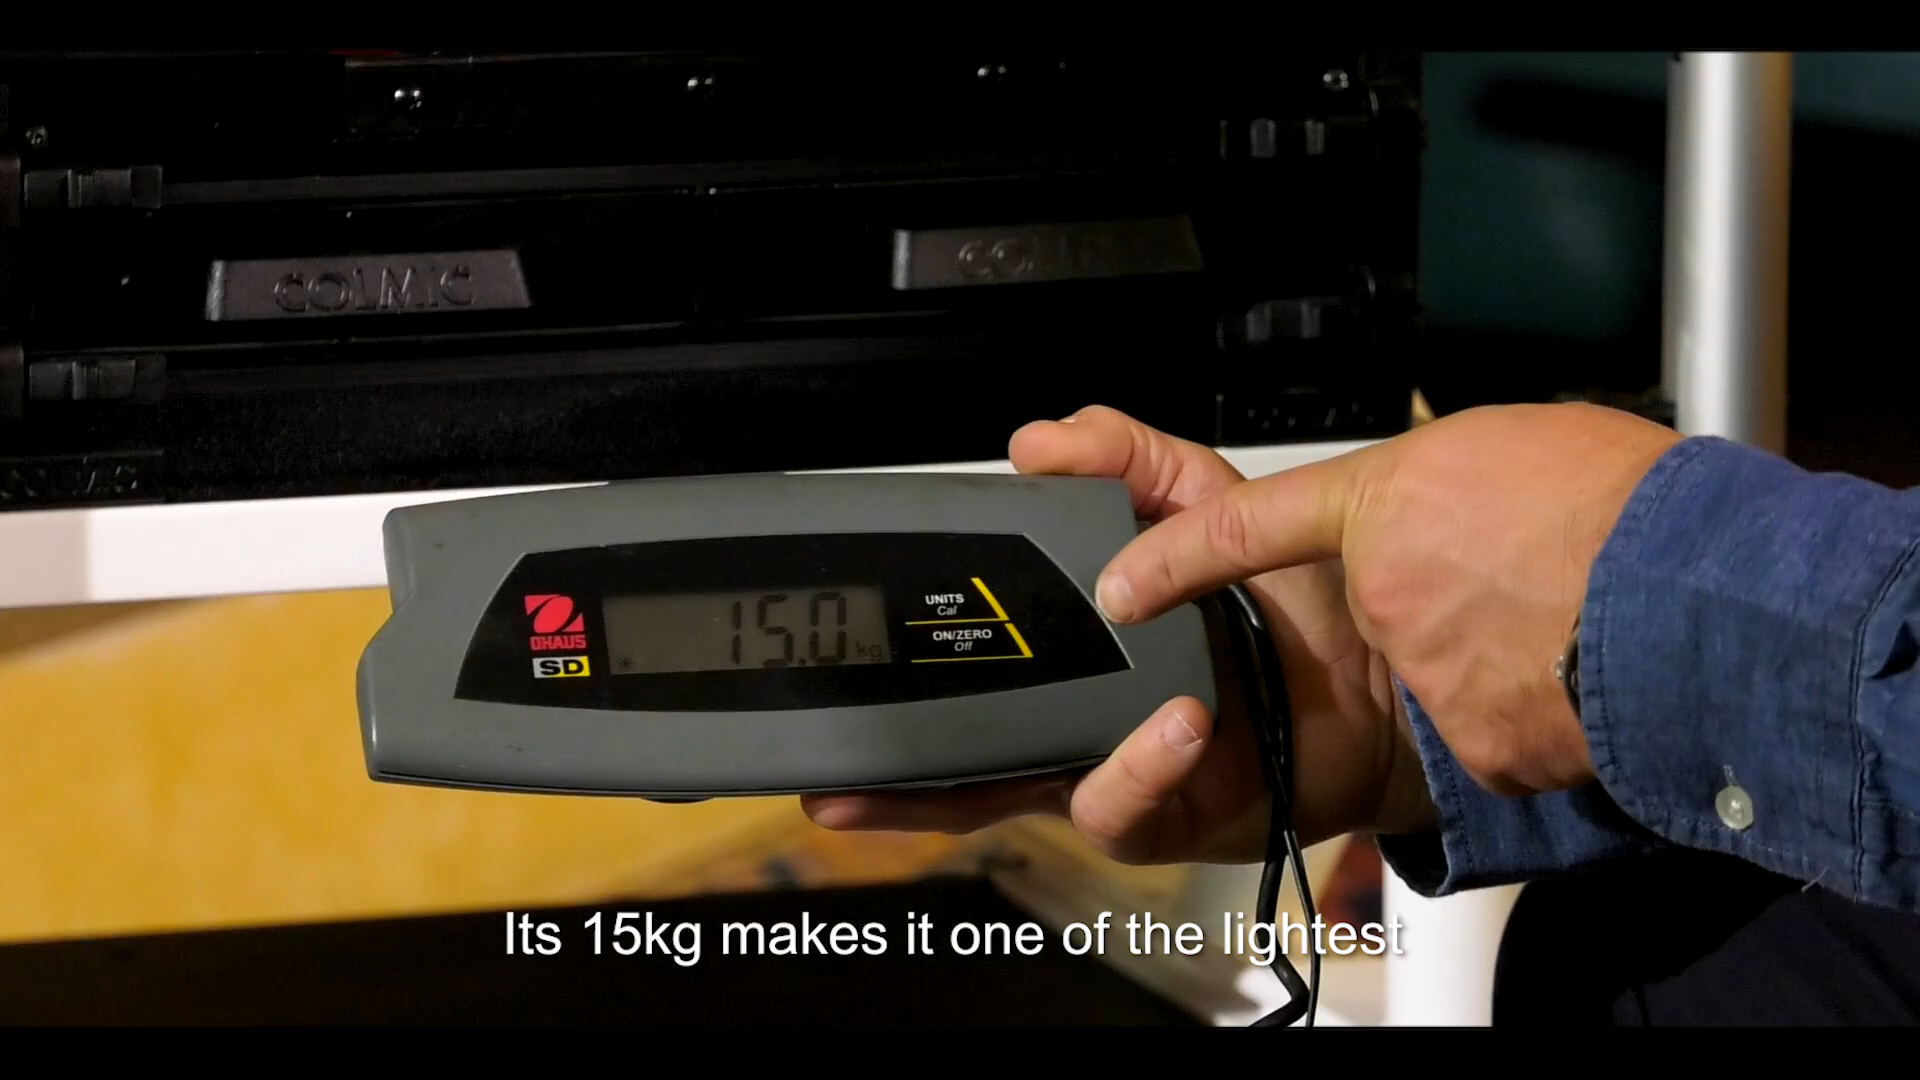 COLMIC
COLMIC
OHAUS
SD
15.0 kg
UNITS
Cal
ON/ZERO
Off
Its 15kg makes it one of the lightest